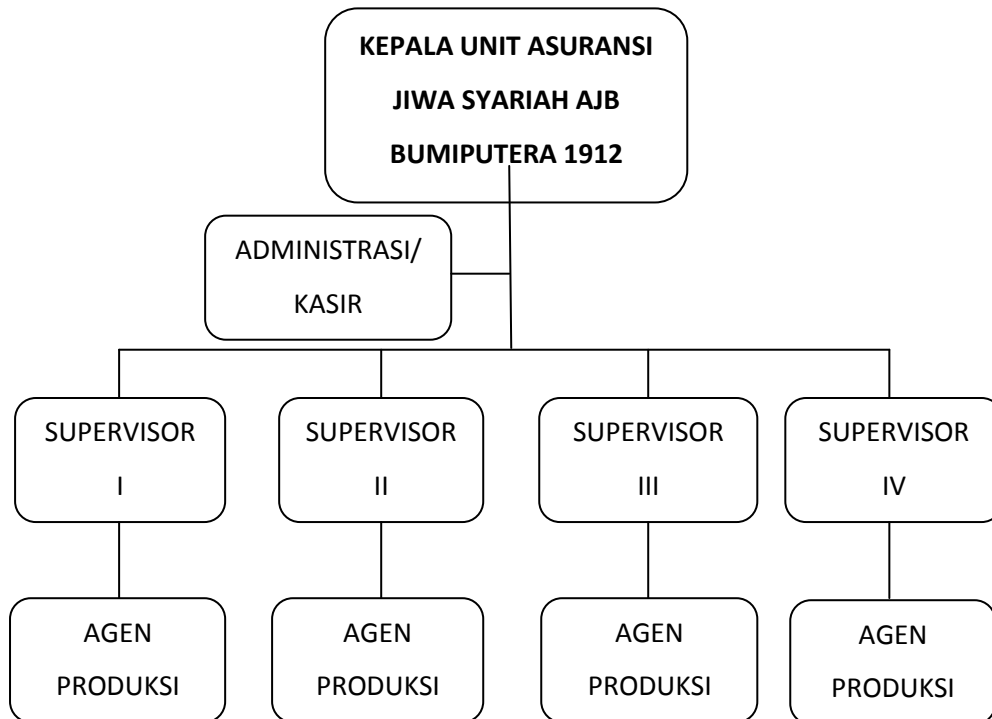 KEPALA UNIT ASURANSI
JIWA SYARIAH AJB
BUMIPUTERA 1912
ADMINISTRASI/
KASIR
SUPERVISOR
I
SUPERVISOR
II
SUPERVISOR
III
SUPERVISOR
IV
AGEN
PRODUKSI
AGEN
PRODUKSI
AGEN
PRODUKSI
AGEN
PRODUKSI